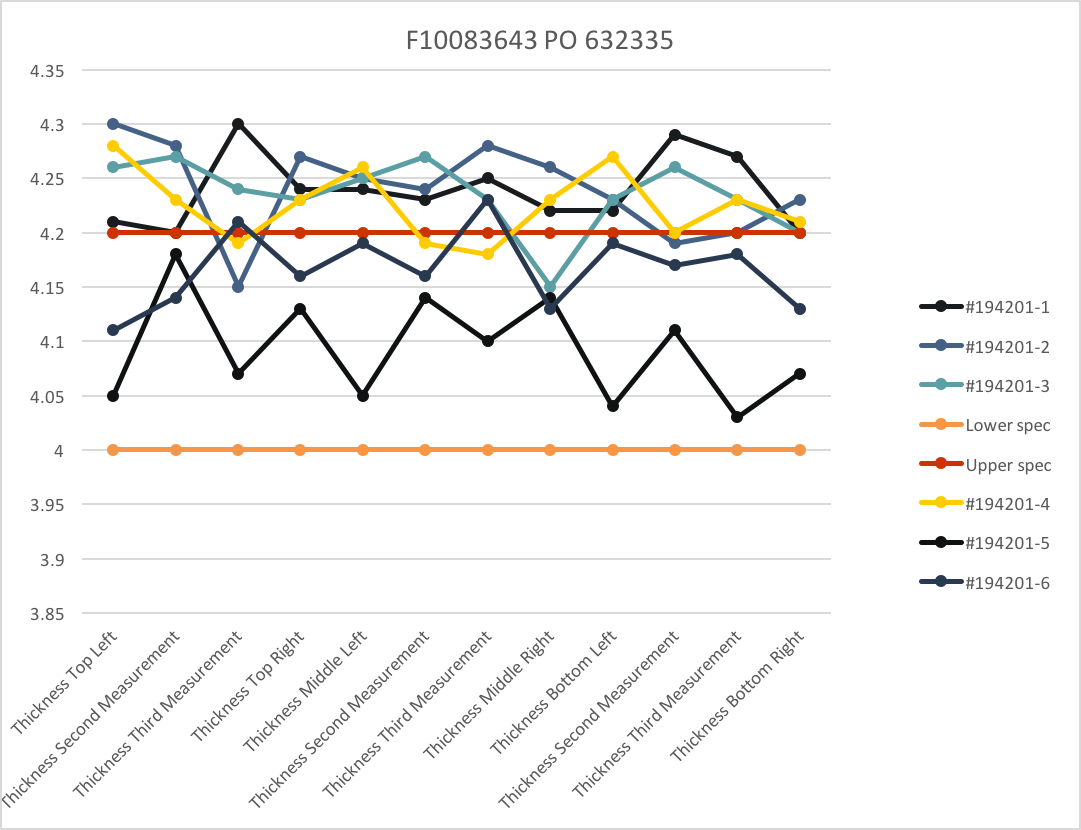 F10083643 PO 632335
4.35
4.3
4.25
4.2
4.15
4.1
4.05
4
3.95
3.9
3.85
Thickness Top Left
Thickness Second Measurement
Thickness Third Measurement
Thickness Top Right
Thickness Middle Left
Thickness Second Measurement
Thickness Third Measurement
Thickness Middle Right
Thickness Bottom Left
Thickness Second Measurement
Thickness Third Measurement
Thickness Bottom Right
#194201-1
#194201-2
#194201-3
Lower spec
Upper spec
#194201-4
#194201-5
#194201-6